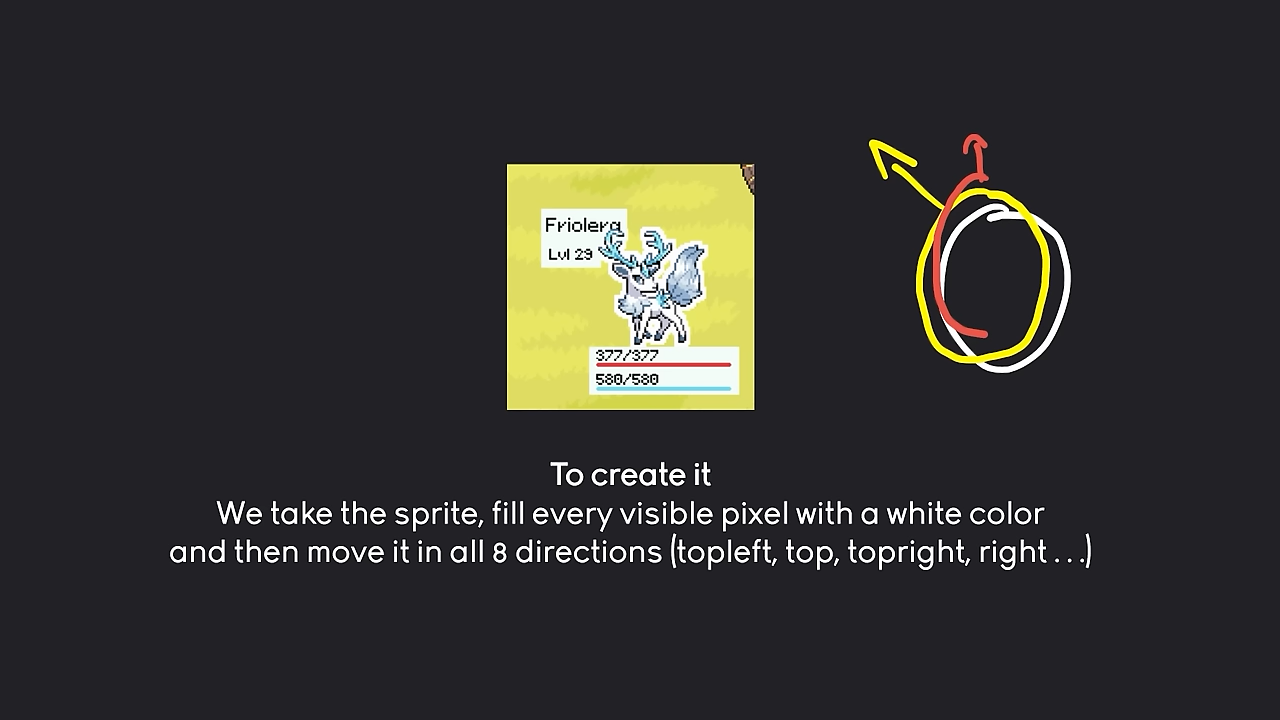 Friolera
Lvl 29
377/377
580/580
To create it
We take the sprite, fill every visible pixel with a white color
and then move it in all 8 directions (topleft, top, topright, right . . .)